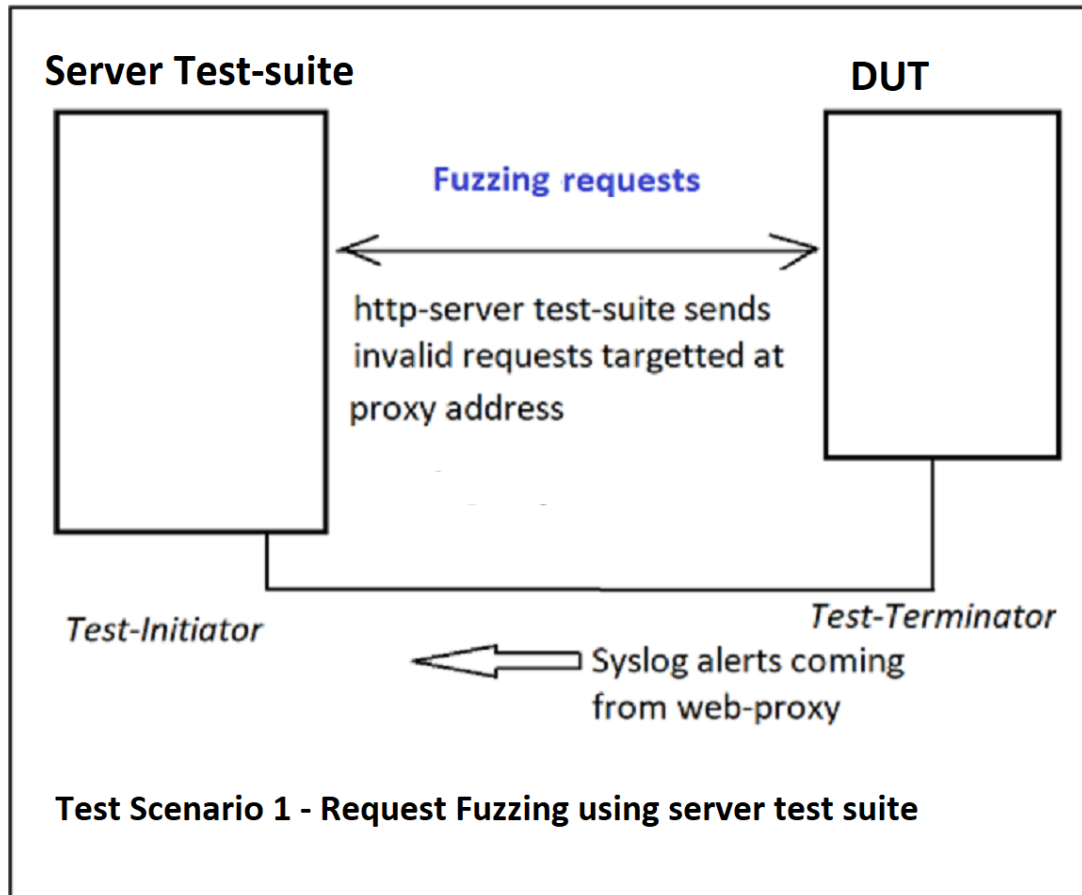 Server Test-suite
DUT
Fuzzing requests
http-server test-suite sends
invalid requests targetted at
proxy address
Test-Initiator
Test-Terminator
Syslog alerts coming
from web-proxy
Test Scenario 1 - Request Fuzzing using server test suite